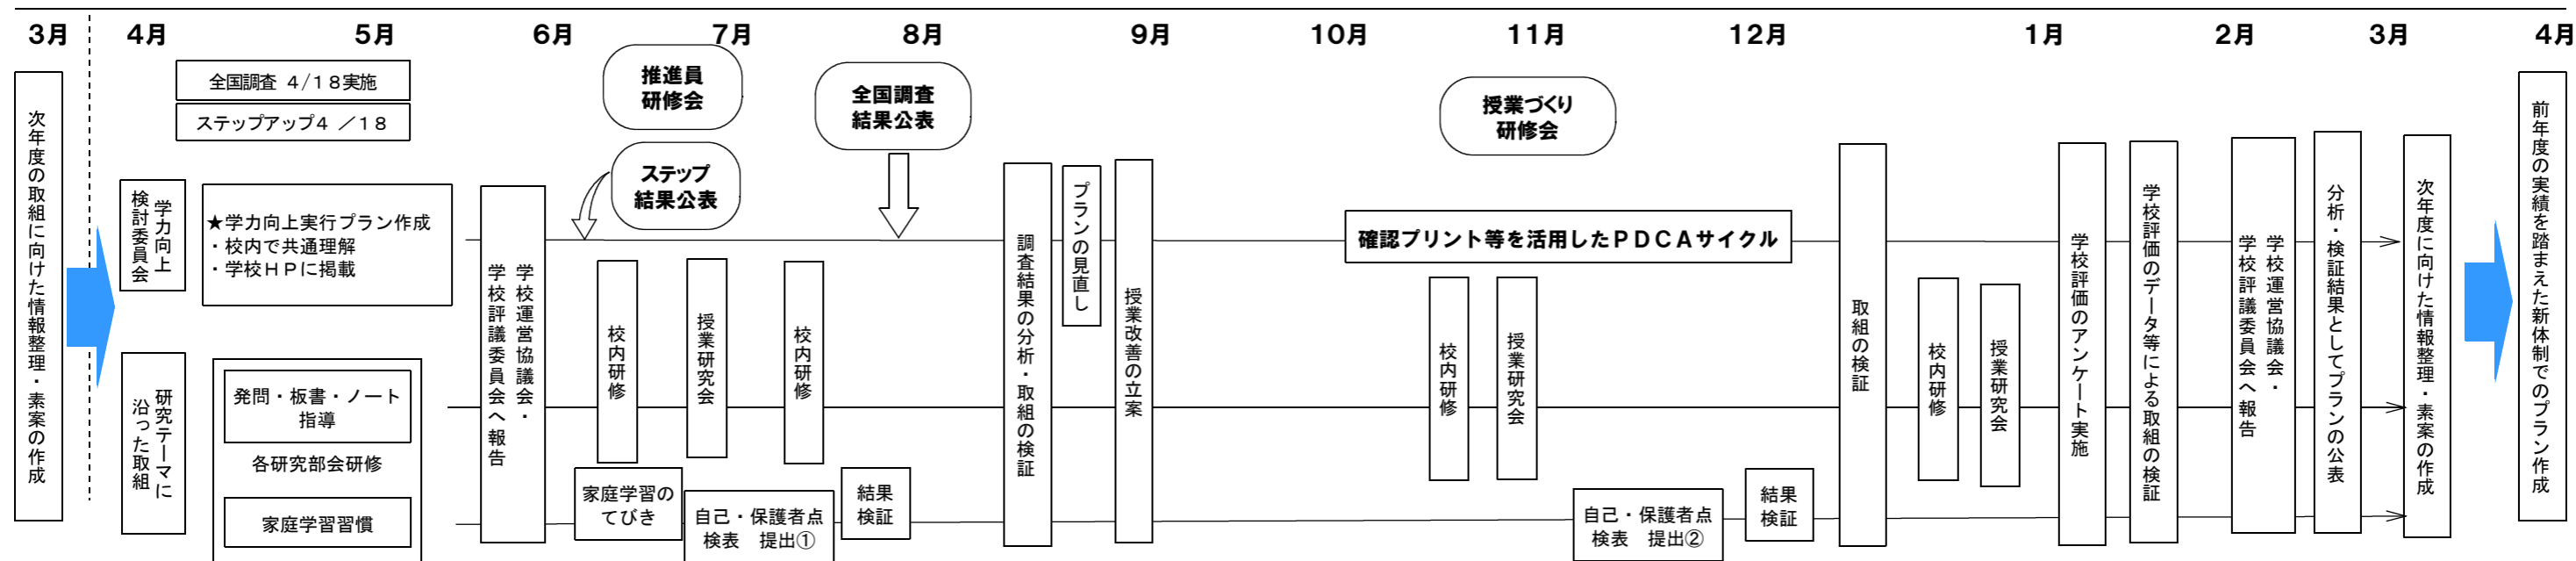 3月
4月
5月
6月
7月
8月
9月
10月
11月
12月
1月
2月
3月
4月
次年度の取組に向けた情報整理・素案の作成
全国調査 4/18実施
ステップアップ4 /18
学力向上
検討委員会
★学力向上実行プラン作成
・校内で共通理解
・学校HPに掲載
研究テーマに
沿った取組
発問・板書・ノート
指導
各研究部会研修
家庭学習習慣
学校運営協議会・
学校評議委員会へ報告
推進員
研修会
ステップ
結果公表
校内研修
授業研究会
校内研修
家庭学習の
てびき
自己・保護者点
検表 提出①
結果
検証
全国調査
結果公表
調査結果の分析・取組の検証
プランの見直し
授業改善の立案
授業づくり
研修会
確認プリント等を活用したPDCAサイクル
校内研修
授業研究会
自己・保護者点
検表 提出②
結果
検証
取組の検証
校内研修
授業研究会
学校評価のアンケート実施
学校評価のデータ等による取組の検証
学校運営協議会・
学校評議委員会へ報告
分析・検証結果としてプランの公表
次年度に向けた情報整理・素案の作成
前年度の実績を踏まえた新体制でのプラン作成